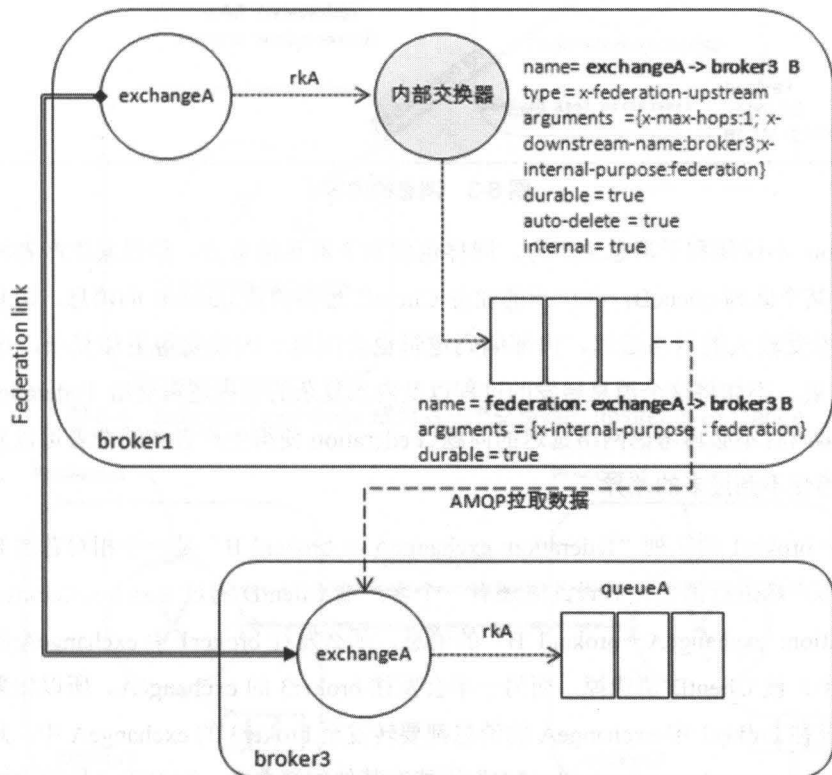 exchangeA
rkA
内部交换器
name= exchangeA -> broker3 B
type = x-federation-upstream
arguments ={x-max-hops:1; x-
downstream-name:broker3;x-
internal-purpose:federation}
durable = true
auto-delete = true
internal = true
Federation link
name = federation: exchangeA -> broker3 B
arguments = {x-internal-purpose : federation}
durable = true
broker1
AMQP拉取数据
exchangeA
rkA
queueA
broker3